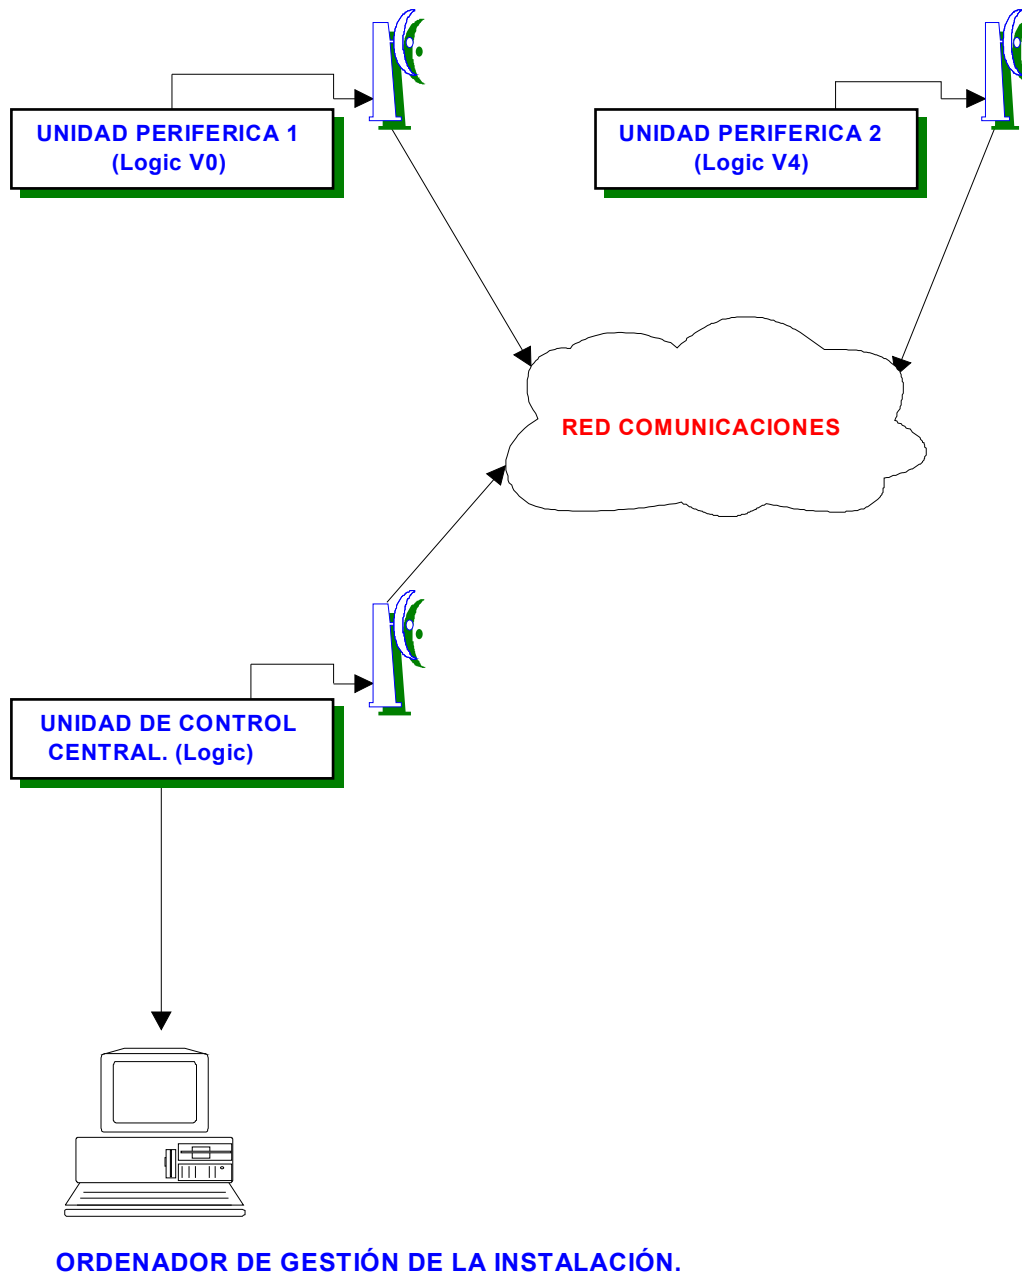 UNIDAD PERIFERICA 1
(Logic V0)
UNIDAD PERIFERICA 2
(Logic V4)
RED COMUNICACIONES
UNIDAD DE CONTROL
CENTRAL. (Logic)
ORDENADOR DE GESTIÓN DE LA INSTALACIÓN.